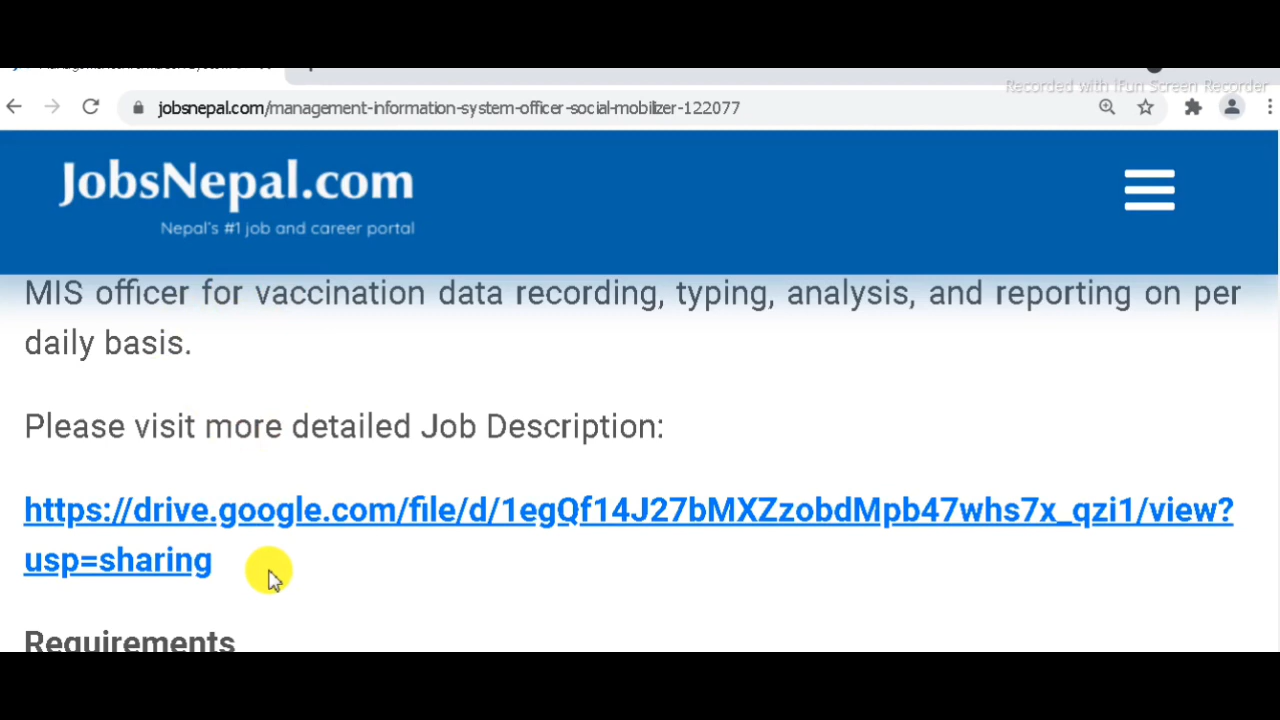 Recorded with iFun Screen Recorder
jobsnepal.com/management-information-system-officer-social-mobilizer-122077
JobsNepal.com
Nepal's #1 job and career portal
MIS officer for vaccination data recording, typing, analysis, and reporting on per
daily basis.
Please visit more detailed Job Description:
https://drive.google.com/file/d/1egQf14J27bMXZzobdMpb47whs7x_qzi1/view?
usp=sharing
Requirements